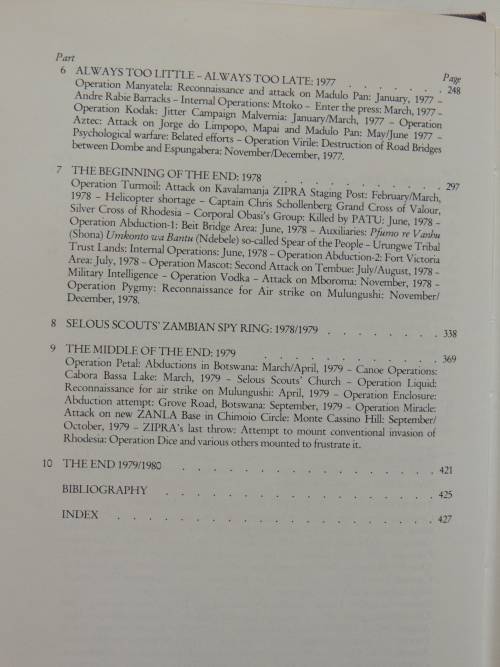 Part Page
6 ALWAYS TOO LITTLE – ALWAYS TOO LATE: 1977 . . . . . . . 248
Operation Manyatela: Reconnaissance and attack on Madulo Pan: January, 1977 –
Andre Rabie Barracks – Internal Operations: Mtoko – Enter the press: March, 1977 –
Operation Kodak: Jitter Campaign Malvernia: January/March, 1977 – Operation
Aztec: Attack on Jorge do Limpopo, Mapai and Madulo Pan: May/June 1977 –
Psychological warfare: Belated efforts – Operation Virile: Destruction of Road Bridges
between Dombe and Espungabera: November/December, 1977.
7 THE BEGINNING OF THE END: 1978 . . . . . . . . . . 297
Operation Turmoil: Attack on Kavalamanja ZIPRA Staging Post: February/March,
1978 – Helicopter shortage – Captain Chris Schollenberg Grand Cross of Valour,
Silver Cross of Rhodesia – Corporal Obasi's Group: Killed by PATU: June, 1978 –
Operation Abduction-1: Beit Bridge Area: June, 1978 – Auxiliaries: Pfumo re Vanhu
(Shona) Umkonto wa Bantu (Ndebele) so-called Spear of the People – Urungwe Tribal
Trust Lands: Internal Operations: June, 1978 – Operation Abduction-2: Fort Victoria
Area: July, 1978 – Operation Mascot: Second Attack on Tembue: July/August, 1978 –
Military Intelligence – Operation Vodka – Attack on Mboroma: November, 1978 –
Operation Pygmy: Reconnaissance for Air strike on Mulungushi: November/
December, 1978.
8 SELOUS SCOUTS' ZAMBIAN SPY RING: 1978/1979 . . . . . . . . 338
9 THE MIDDLE OF THE END: 1979 . . . . . . . . . . . 369
Operation Petal: Abductions in Botswana: March/April, 1979 – Canoe Operations:
Cabora Bassa Lake: March, 1979 – Selous Scouts' Church – Operation Liquid:
Reconnaissance for air strike on Mulungushi: April, 1979 – Operation Enclosure:
Abduction attempt: Grove Road, Botswana: September, 1979 – Operation Miracle:
Attack on new ZANLA Base in Chimoio Circle: Monte Cassino Hill: September/
October, 1979 – ZIPRA's last throw: Attempt to mount conventional invasion of
Rhodesia: Operation Dice and various others mounted to frustrate it.
10 THE END 1979/1980 . . . . . . . . . . . . . . . 421
BIBLIOGRAPHY . . . . . . . . . . . . . . . 425
INDEX . . . . . . . . . . . . . . . . . 427